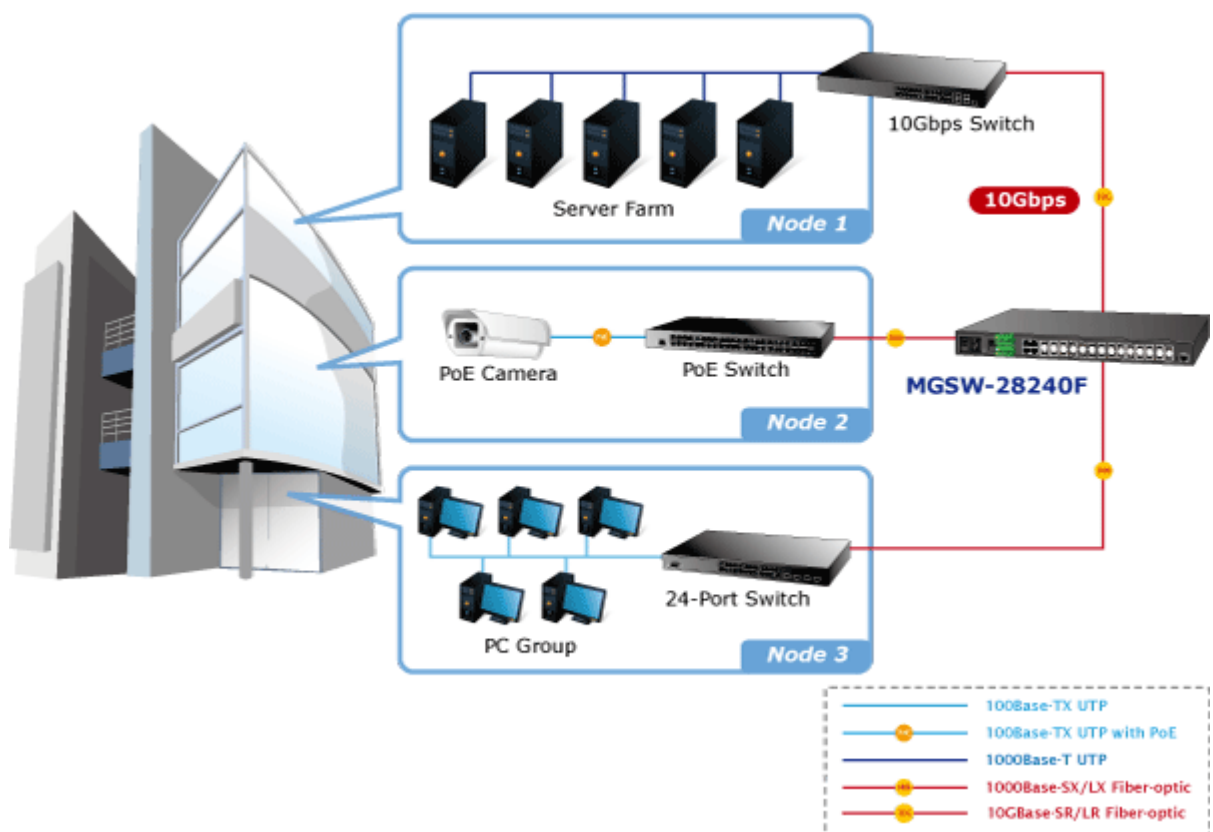 10Gbps Switch
10Gbps
Server Farm
Node 1
PoE Camera
PoE Switch
MGSW-28240F
Node 2
24-Port Switch
PC Group
Node 3
100Base-TX UTP
100Base-TX UTP with PoE
1000Base-T UTP
1000Base-SX/LX Fiber-optic
10GBase-SR/LR Fiber-optic